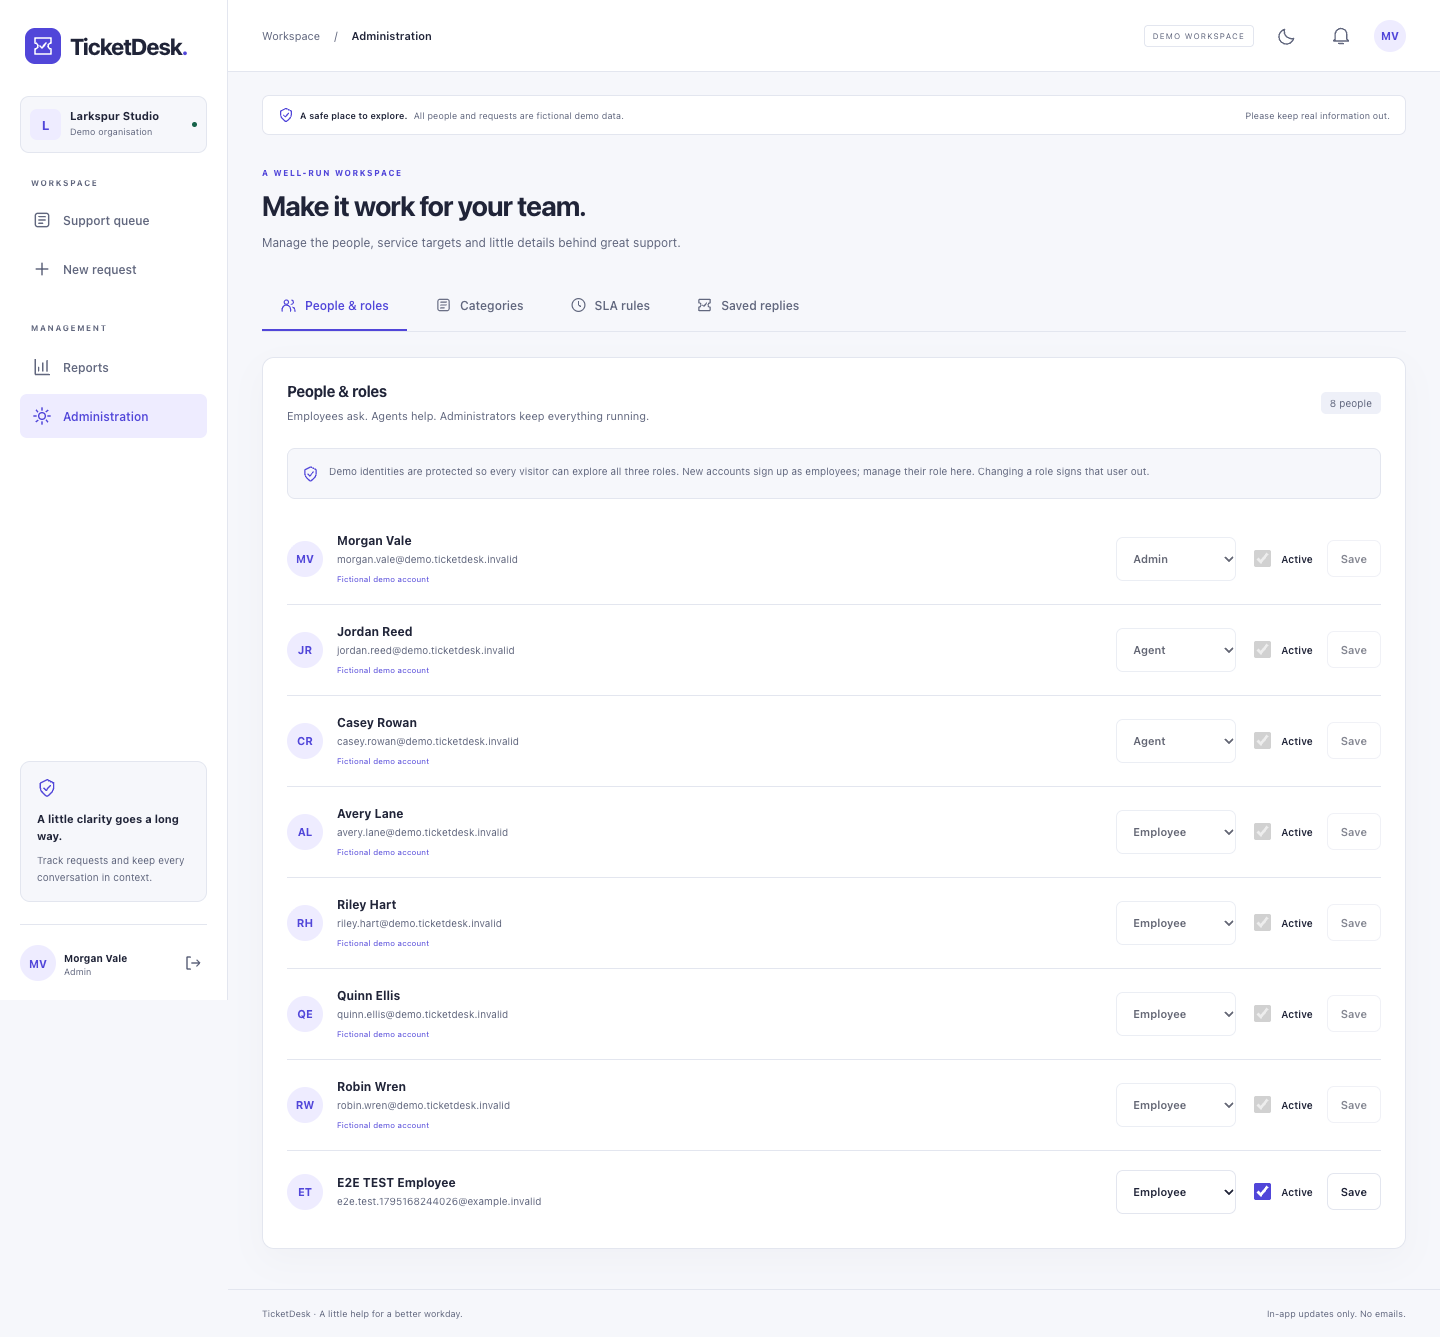 TicketDesk.
L
Larkspur Studio
Demo organisation
WORKSPACE
Support queue
New request
MANAGEMENT
Reports
Administration
A little clarity goes a long
way.
Track requests and keep every
conversation in context.
MV
Morgan Vale
Admin
Workspace / Administration
DEMO WORKSPACE
MV
A safe place to explore. All people and requests are fictional demo data.
Please keep real information out.
A WELL-RUN WORKSPACE
Make it work for your team.
Manage the people, service targets and little details behind great support.
People & roles
Categories
SLA rules
Saved replies
People & roles
Employees ask. Agents help. Administrators keep everything running.
8 people
Demo identities are protected so every visitor can explore all three roles. New accounts sign up as employees; manage their role here. Changing a role signs that user out.
MV
Morgan Vale
morgan.vale@demo.ticketdesk.invalid
Fictional demo account
Admin
Active
Save
JR
Jordan Reed
jordan.reed@demo.ticketdesk.invalid
Fictional demo account
Agent
Active
Save
CR
Casey Rowan
casey.rowan@demo.ticketdesk.invalid
Fictional demo account
Agent
Active
Save
AL
Avery Lane
avery.lane@demo.ticketdesk.invalid
Fictional demo account
Employee
Active
Save
RH
Riley Hart
riley.hart@demo.ticketdesk.invalid
Fictional demo account
Employee
Active
Save
QE
Quinn Ellis
quinn.ellis@demo.ticketdesk.invalid
Fictional demo account
Employee
Active
Save
RW
Robin Wren
robin.wren@demo.ticketdesk.invalid
Fictional demo account
Employee
Active
Save
ET
E2E TEST Employee
e2e.test.1795168244026@example.invalid
Employee
Active
Save
TicketDesk · A little help for a better workday.
In-app updates only. No emails.